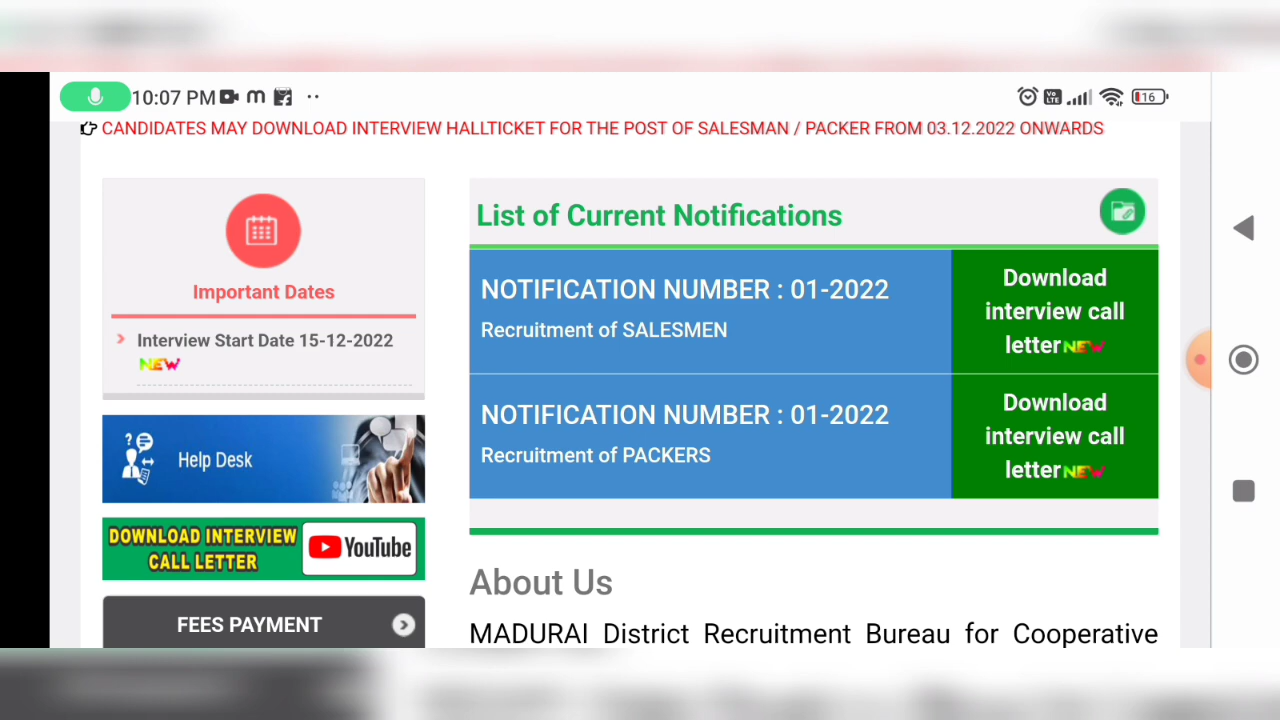 10:07 PM
Vo LTE
16
CANDIDATES MAY DOWNLOAD INTERVIEW HALLTICKET FOR THE POST OF SALESMAN / PACKER FROM 03.12.2022 ONWARDS
Important Dates
Interview Start Date 15-12-2022
NEW
Help Desk
DOWNLOAD INTERVIEW
CALL LETTER
YouTube
FEES PAYMENT
List of Current Notifications
NOTIFICATION NUMBER : 01-2022
Recruitment of SALESMEN
Download
interview call
letter NEW
NOTIFICATION NUMBER : 01-2022
Recruitment of PACKERS
Download
interview call
letter NEW
About Us
MADURAI District Recruitment Bureau for Cooperative